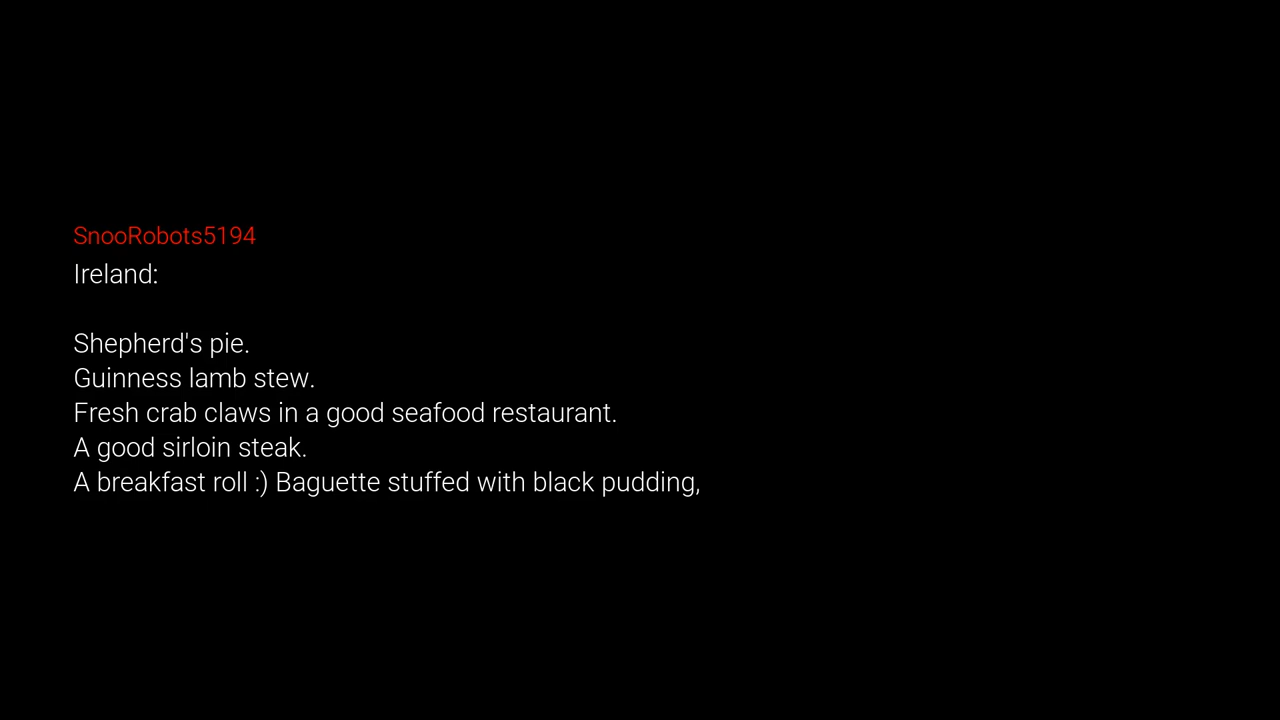 SnooRobots5194
Ireland:
Shepherd's pie.
Guinness lamb stew.
Fresh crab claws in a good seafood restaurant.
A good sirloin steak.
A breakfast roll :) Baguette stuffed with black pudding,